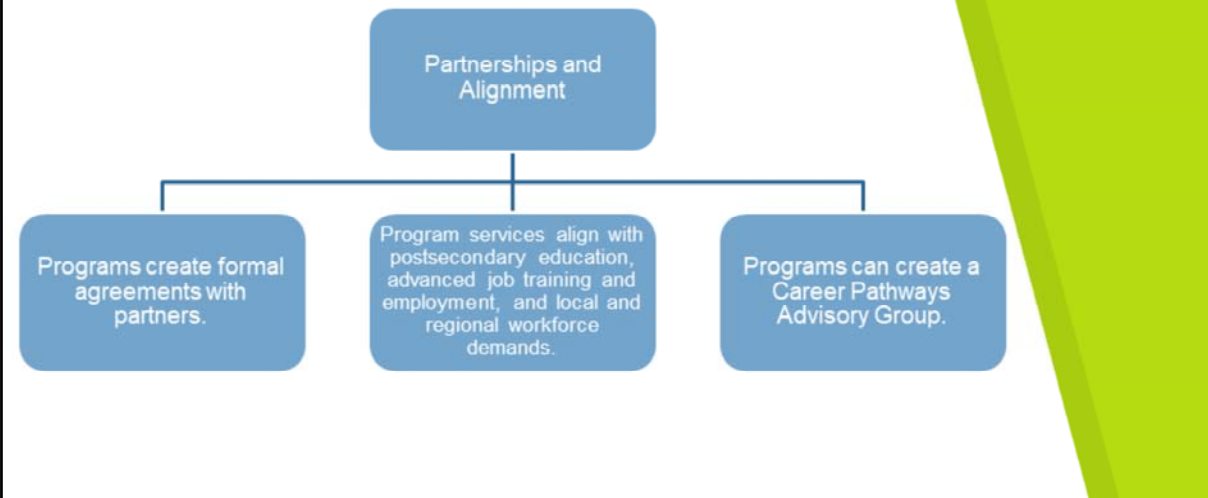 Partnerships and
Alignment
Programs create formal
agreements with
partners.
Program services align with
postsecondary education,
advanced job training and
employment, and local and
regional workforce
demands.
Programs can create a
Career Pathways
Advisory Group.